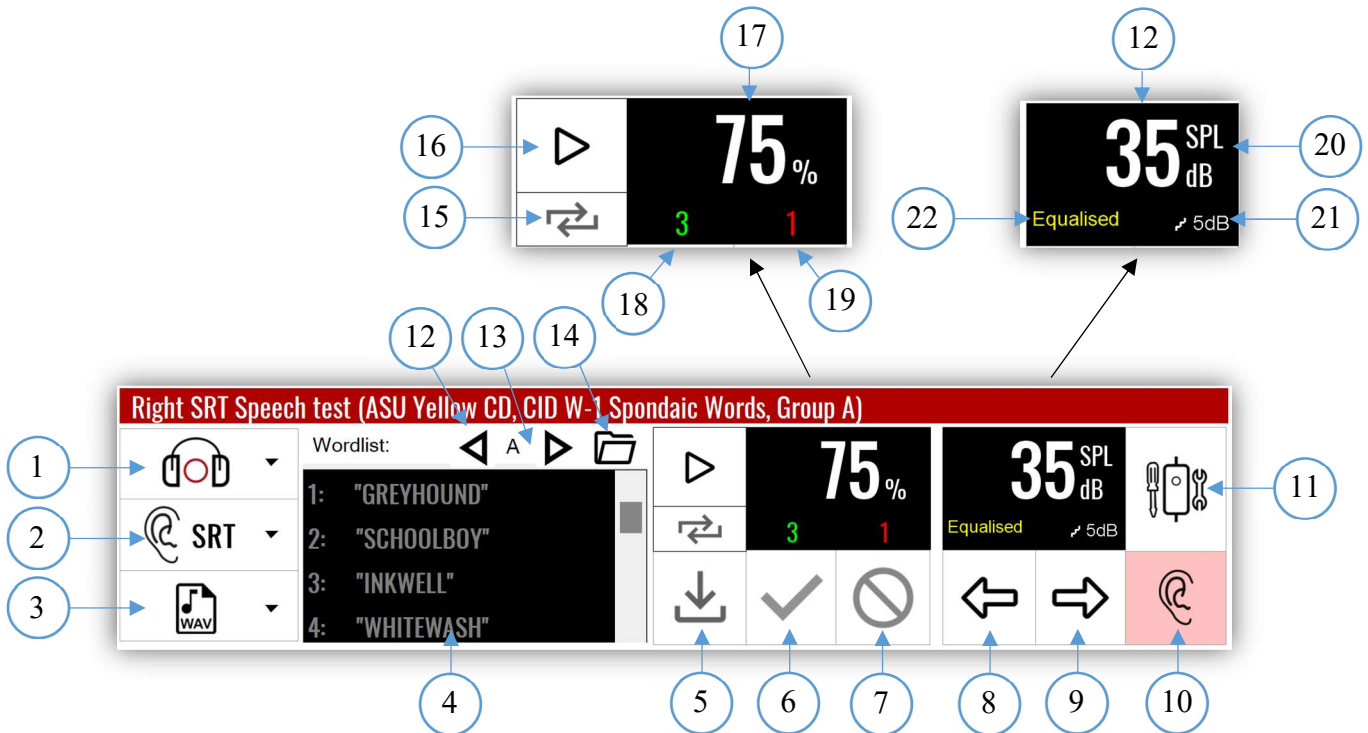 17
12
75 %
16
3 1
15
18
19
35 SPL dB
20
22
Equalised
5dB
21
12
13
14
Right SRT Speech test (ASU Yellow CD, CID W-1 Spondaic Words, Group A)
1
Wordlist: A
1: "GREYHOUND"
2
SRT
2: "SCHOOLBOY"
3
WAV
3: "INKWELL"
4: "WHITEWASH"
75 %
3 1
35 SPL dB
Equalised 5dB
11
4
5
6
7
8
9
10